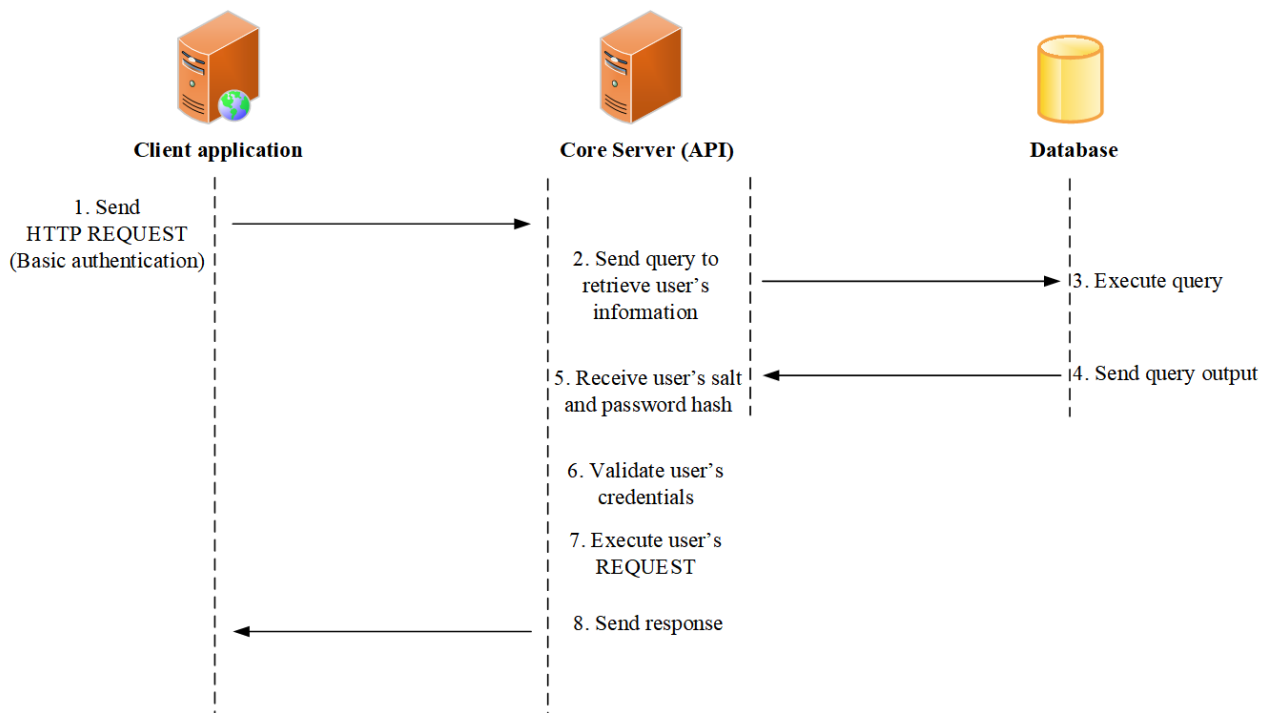 Client application
Core Server (API)
Database
1. Send
HTTP REQUEST
(Basic authentication)
2. Send query to
retrieve user’s
information
3. Execute query
4. Send query output
5. Receive user’s salt
and password hash
6. Validate user’s
credentials
7. Execute user’s
REQUEST
8. Send response